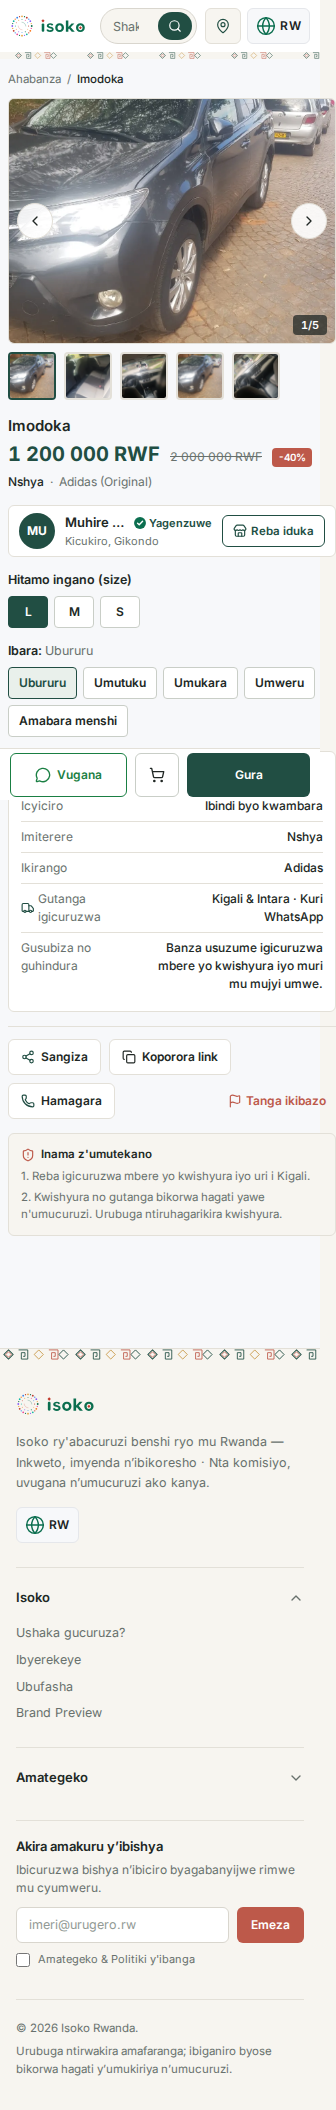 isoko
Shak
RW
Ahabanza / Imodoka
1/5
Imodoka
1 200 000 RWF 2 000 000 RWF -40%
Nshya · Adidas (Original)
MU
Muhire ... Yagenzuwe
Kicukiro, Gikondo
Reba iduka
Hitamo ingano (size)
L M S
Ibara: Ubururu
Ubururu Umutuku Umukara Umweru
Amabara menshi
Vugana
Gura
Icyiciro Ibindi byo kwambara
Imiterere Nshya
Ikirango Adidas
Gutanga igicuruzwa Kigali & Intara · Kuri
WhatsApp
Gusubiza no guhindura Banza usuzume igicuruzwa
mbere yo kwishyura iyo muri
mu mujyi umwe.
Sangiza Koporora link
Hamagara Tanga ikibazo
Inama z'umutekano
1. Reba igicuruzwa mbere yo kwishyura iyo uri i Kigali.
2. Kwishyura no gutanga bikorwa hagati yawe
n'umucuruzi. Urubuga ntiruhagarikira kwishyura.
isoko
Isoko ry'abacuruzi benshi ryo mu Rwanda —
Inkweto, imyenda n'ibikoresho · Nta komisiyo,
uvugana n'umucuruzi ako kanya.
RW
Isoko
Ushaka gucuruza?
Ibyerekeye
Ubufasha
Brand Preview
Amategeko
Akira amakuru y'ibishya
Ibicuruzwa bishya n'ibiciro byagabanyijwe rimwe
mu cyumweru.
imeri@urugero.rw Emeza
Amategeko & Politiki y'ibanga
© 2026 Isoko Rwanda.
Urubuga ntirwakira amafaranga; ibiganiro byose
bikorwa hagati y'umukiriya n'umucuruzi.